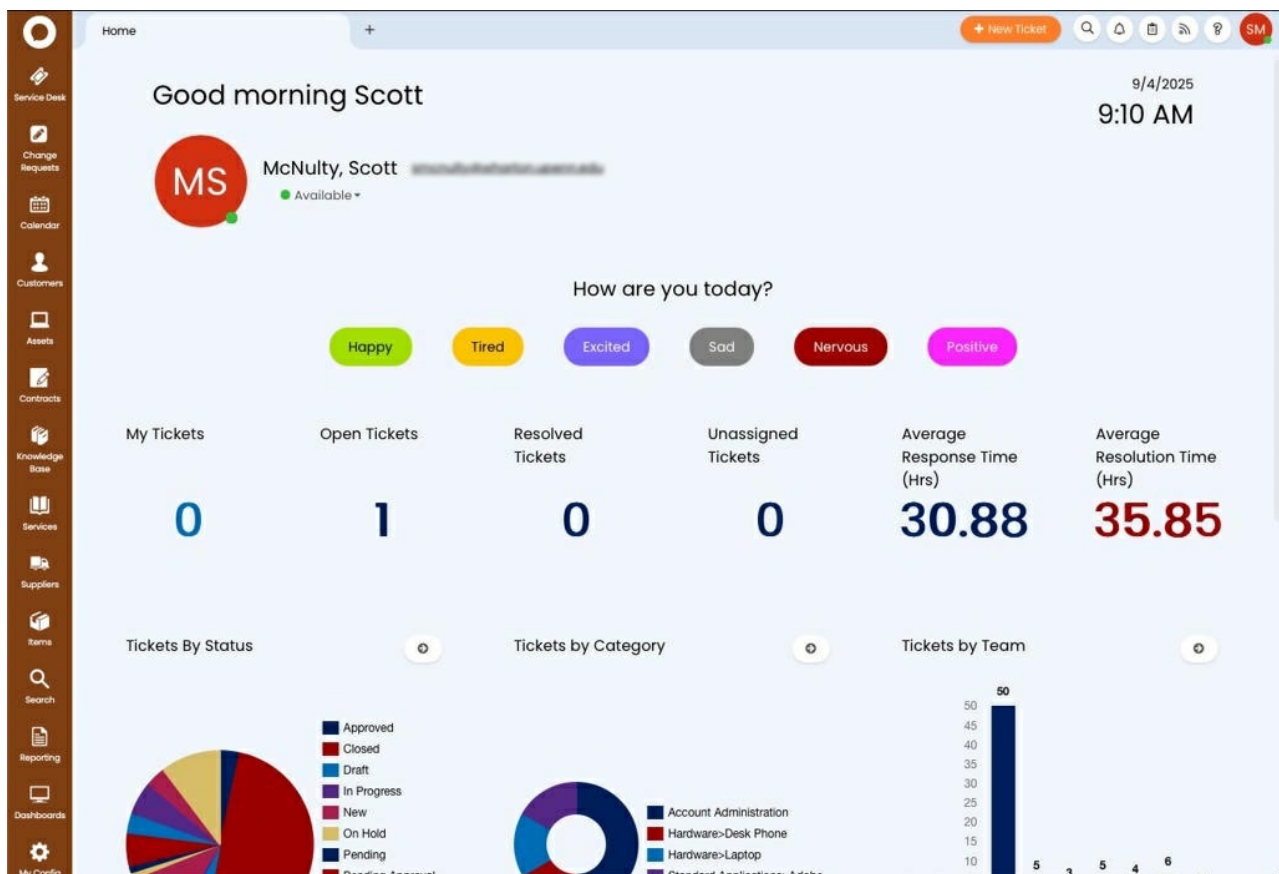 Home
+
+ New Ticket
SM
Service Desk
Change
Requests
Calendar
Customers
Assets
Contracts
Knowledge
Base
Services
Suppliers
Items
Search
Reporting
Dashboards
My Config
Good morning Scott
9/4/2025
9:10 AM
MS
McNulty, Scott
Available
How are you today?
Happy
Tired
Excited
Sad
Nervous
Positive
My Tickets
0
Open Tickets
1
Resolved
Tickets
0
Unassigned
Tickets
0
Average
Response Time
(Hrs)
30.88
Average
Resolution Time
(Hrs)
35.85
Tickets By Status
Approved
Closed
Draft
In Progress
New
On Hold
Pending
Pending Approval
Tickets by Category
Account Administration
Hardware>Desk Phone
Hardware>Laptop
Standard Applications: Adobe
Tickets by Team
50
50
45
40
35
30
25
20
15
10
5
3
5
4
6